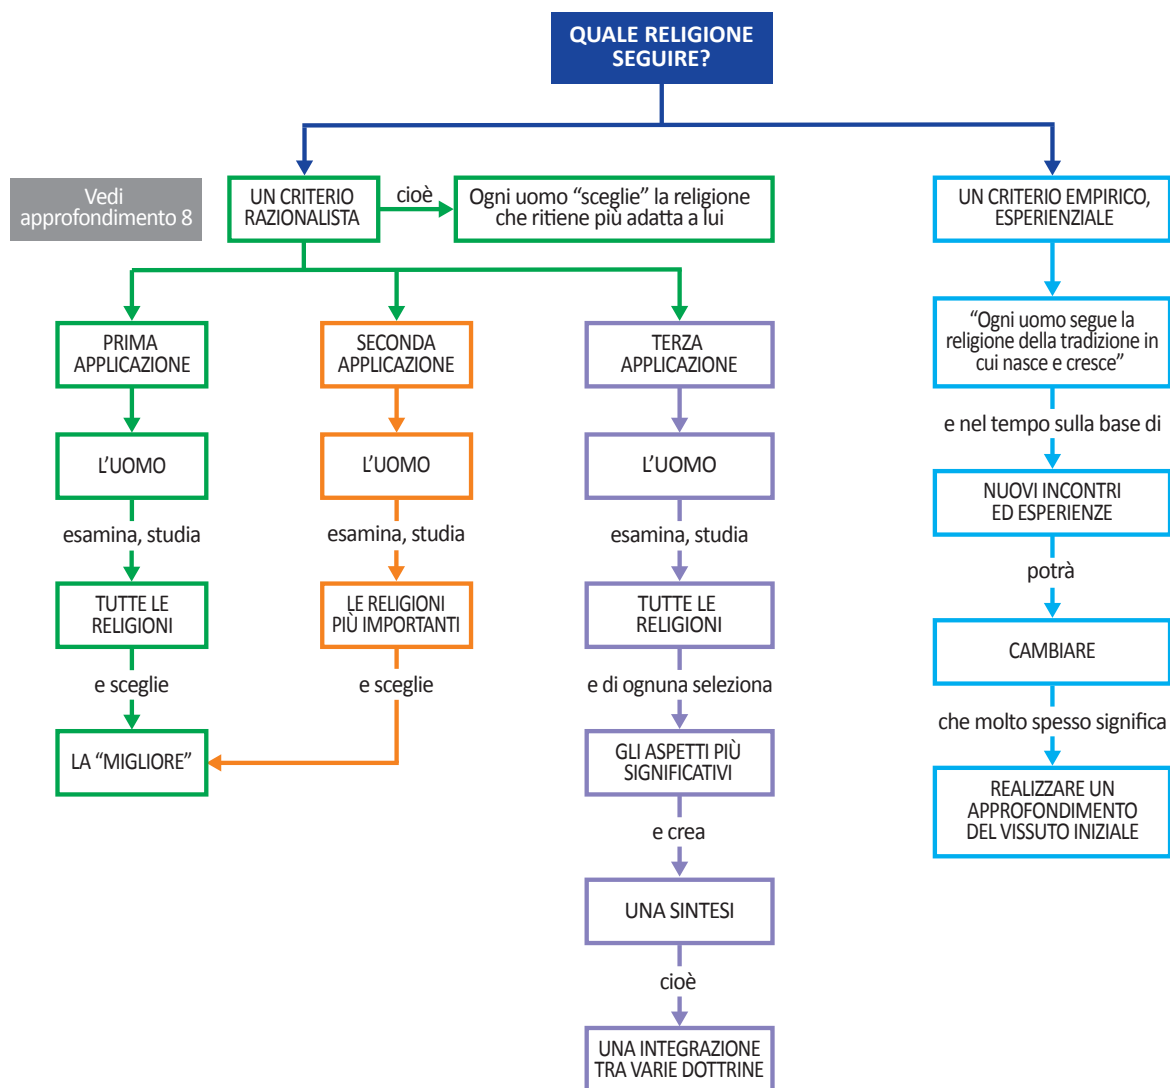 QUALE RELIGIONE
SEGUIRE?
Vedi
approfondimento 8
UN CRITERIO
RAZIONALISTA
cioè
Ogni uomo “sceglie” la religione
che ritiene più adatta a lui
UN CRITERIO EMPIRICO,
ESPERIENZIALE
PRIMA
APPLICAZIONE
L’UOMO
esamina, studia
TUTTE LE
RELIGIONI
e sceglie
LA “MIGLIORE”
SECONDA
APPLICAZIONE
L’UOMO
esamina, studia
LE RELIGIONI
PIÙ IMPORTANTI
e sceglie
TERZA
APPLICAZIONE
L’UOMO
esamina, studia
TUTTE LE
RELIGIONI
e di ognuna seleziona
GLI ASPETTI PIÙ
SIGNIFICATIVI
e crea
UNA SINTESI
cioè
UNA INTEGRAZIONE
TRA VARIE DOTTRINE
“Ogni uomo segue la
religione della tradizione in
cui nasce e cresce”
e nel tempo sulla base di
NUOVI INCONTRI
ED ESPERIENZE
potrà
CAMBIARE
che molto spesso significa
REALIZZARE UN
APPROFONDIMENTO
DEL VISSUTO INIZIALE